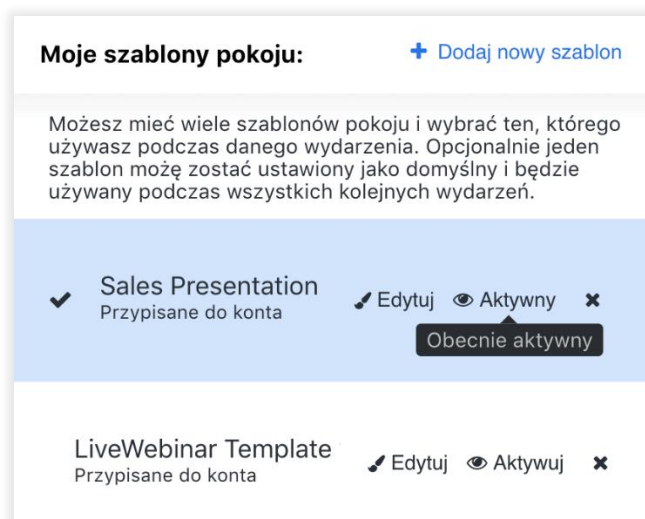 Moje szablony pokoju:
+ Dodaj nowy szablon
Możesz mieć wiele szablonów pokoju i wybrać ten, którego
używasz podczas danego wydarzenia. Opcjonalnie jeden
szablon możę zostać ustawiony jako domyślny i będzie
używany podczas wszystkich kolejnych wydarzeń.
Sales Presentation
Przypisane do konta
Edytuj
Aktywny
Obecnie aktywny
LiveWebinar Template
Przypisane do konta
Edytuj
Aktywuj